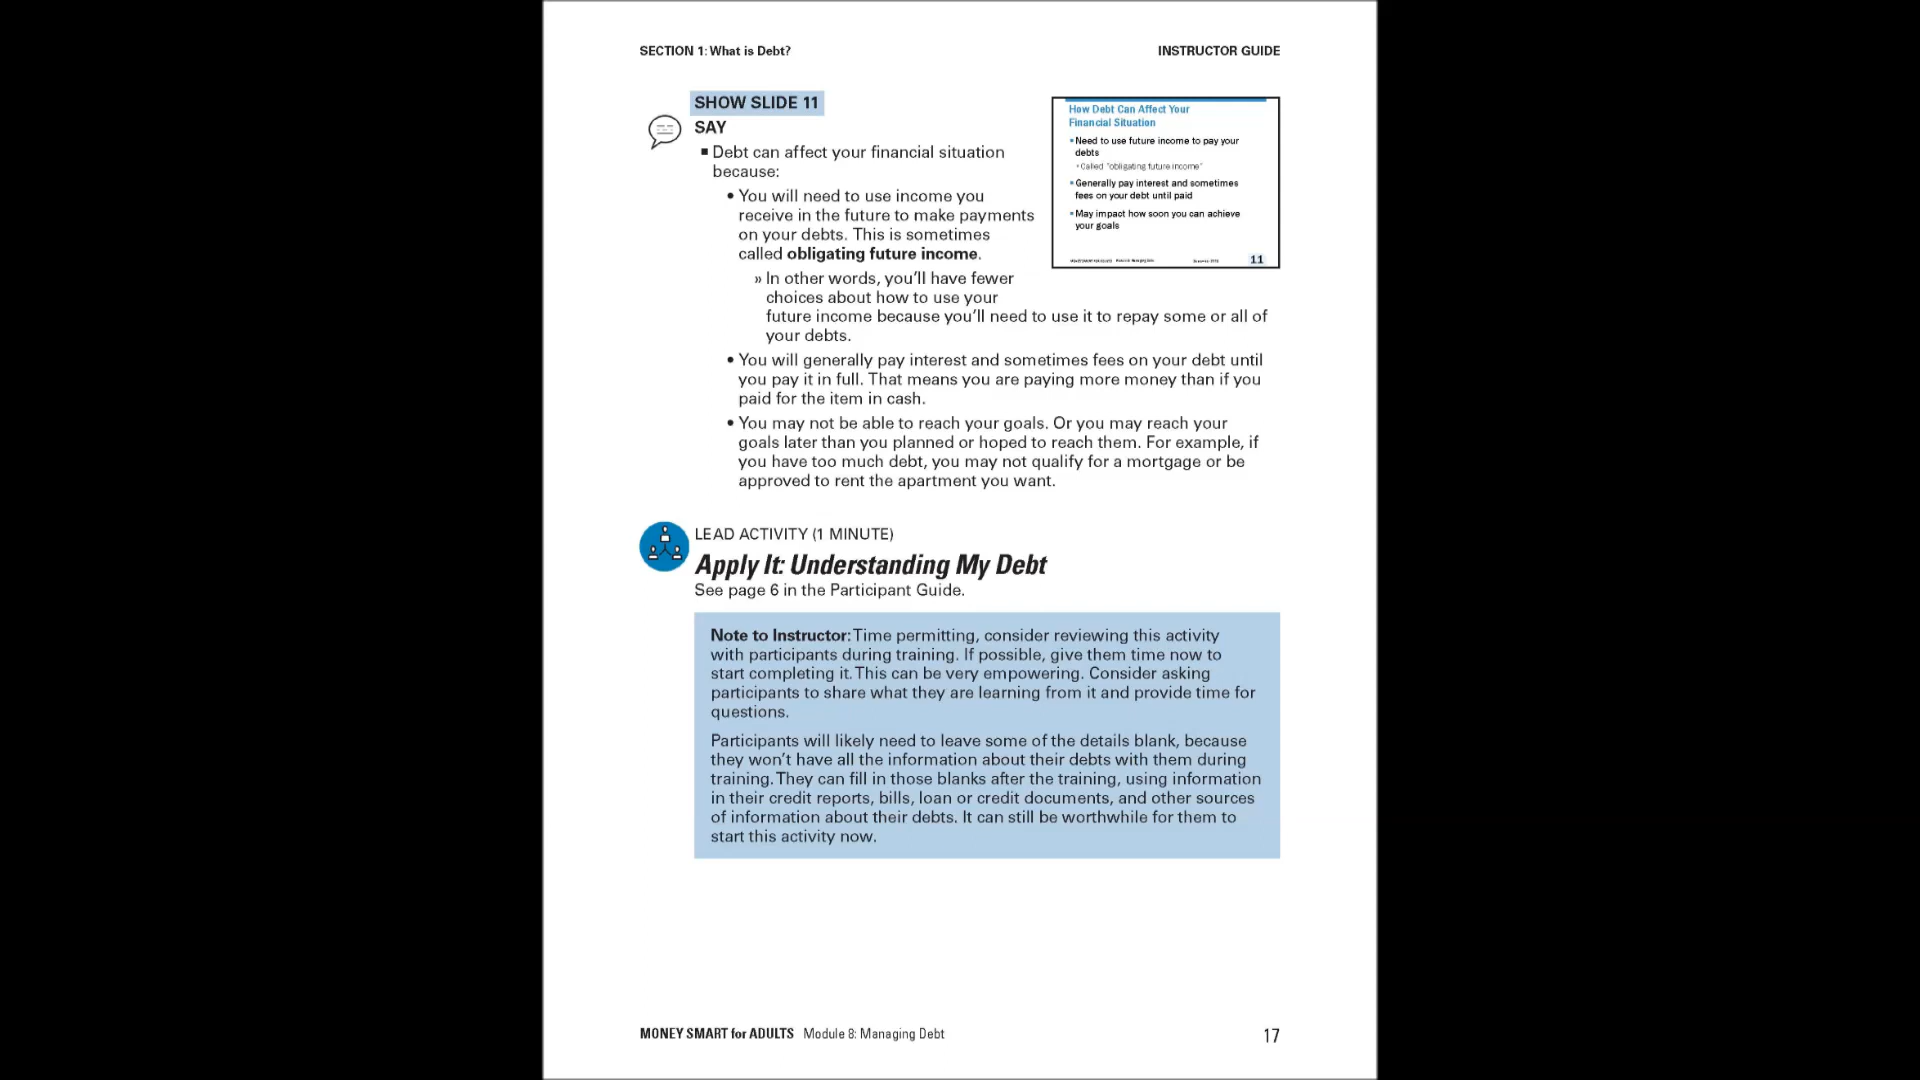 SECTION 1: What is Debt?
INSTRUCTOR GUIDE
SHOW SLIDE 11
SAY
▪ Debt can affect your financial situation
because:
• You will need to use income you
receive in the future to make payments
on your debts. This is sometimes
called obligating future income.
» In other words, you’ll have fewer
choices about how to use your
future income because you’ll need to use it to repay some or all of
your debts.
• You will generally pay interest and sometimes fees on your debt until
you pay it in full. That means you are paying more money than if you
paid for the item in cash.
• You may not be able to reach your goals. Or you may reach your
goals later than you planned or hoped to reach them. For example, if
you have too much debt, you may not qualify for a mortgage or be
approved to rent the apartment you want.
How Debt Can Affect Your
Financial Situation
▪ Need to use future income to pay your
debts
• Called “obligating future income”
▪ Generally pay interest and sometimes
fees on your debt until paid
▪ May impact how soon you can achieve
your goals
11
LEAD ACTIVITY (1 MINUTE)
Apply It: Understanding My Debt
See page 6 in the Participant Guide.
Note to Instructor: Time permitting, consider reviewing this activity
with participants during training. If possible, give them time now to
start completing it. This can be very empowering. Consider asking
participants to share what they are learning from it and provide time for
questions.
Participants will likely need to leave some of the details blank, because
they won’t have all the information about their debts with them during
training. They can fill in those blanks after the training, using information
in their credit reports, bills, loan or credit documents, and other sources
of information about their debts. It can still be worthwhile for them to
start this activity now.
MONEY SMART for ADULTS Module 8: Managing Debt
17